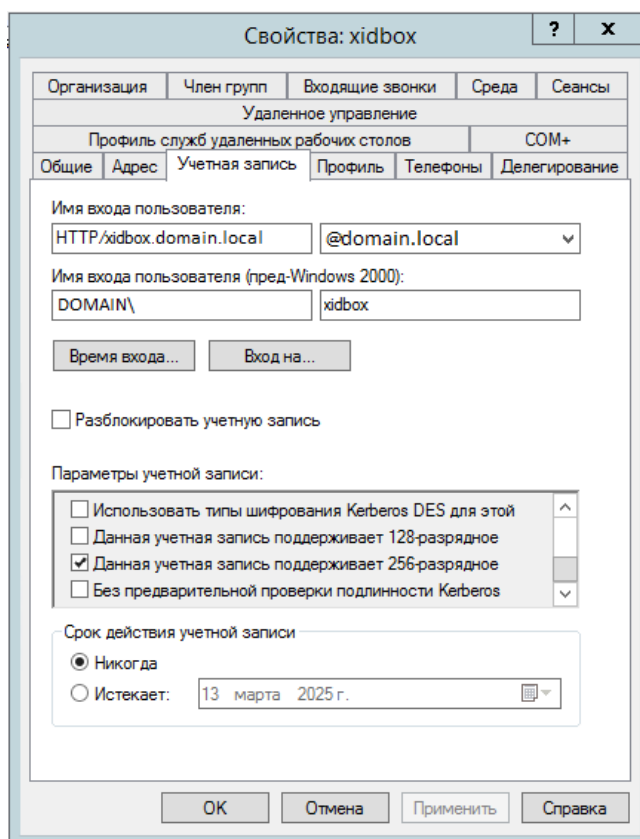 Свойства: xidbox
?
x
Организация
Член групп
Входящие звонки
Среда
Сеансы
Удаленное управление
Профиль служб удаленных рабочих столов
COM+
Общие
Адрес
Учетная запись
Профиль
Телефоны
Делегирование
Имя входа пользователя:
HTTP/xidbox.domain.local
@domain.local
Имя входа пользователя (пред-Windows 2000):
DOMAIN\
xidbox
Время входа...
Вход на...
Разблокировать учетную запись
Параметры учетной записи:
Использовать типы шифрования Kerberos DES для этой
Данная учетная запись поддерживает 128-разрядное
Данная учетная запись поддерживает 256-разрядное
Без предварительной проверки подлинности Kerberos
Срок действия учетной записи
Никогда
Истекает:
13 марта 2025 г.
OK
Отмена
Применить
Справка